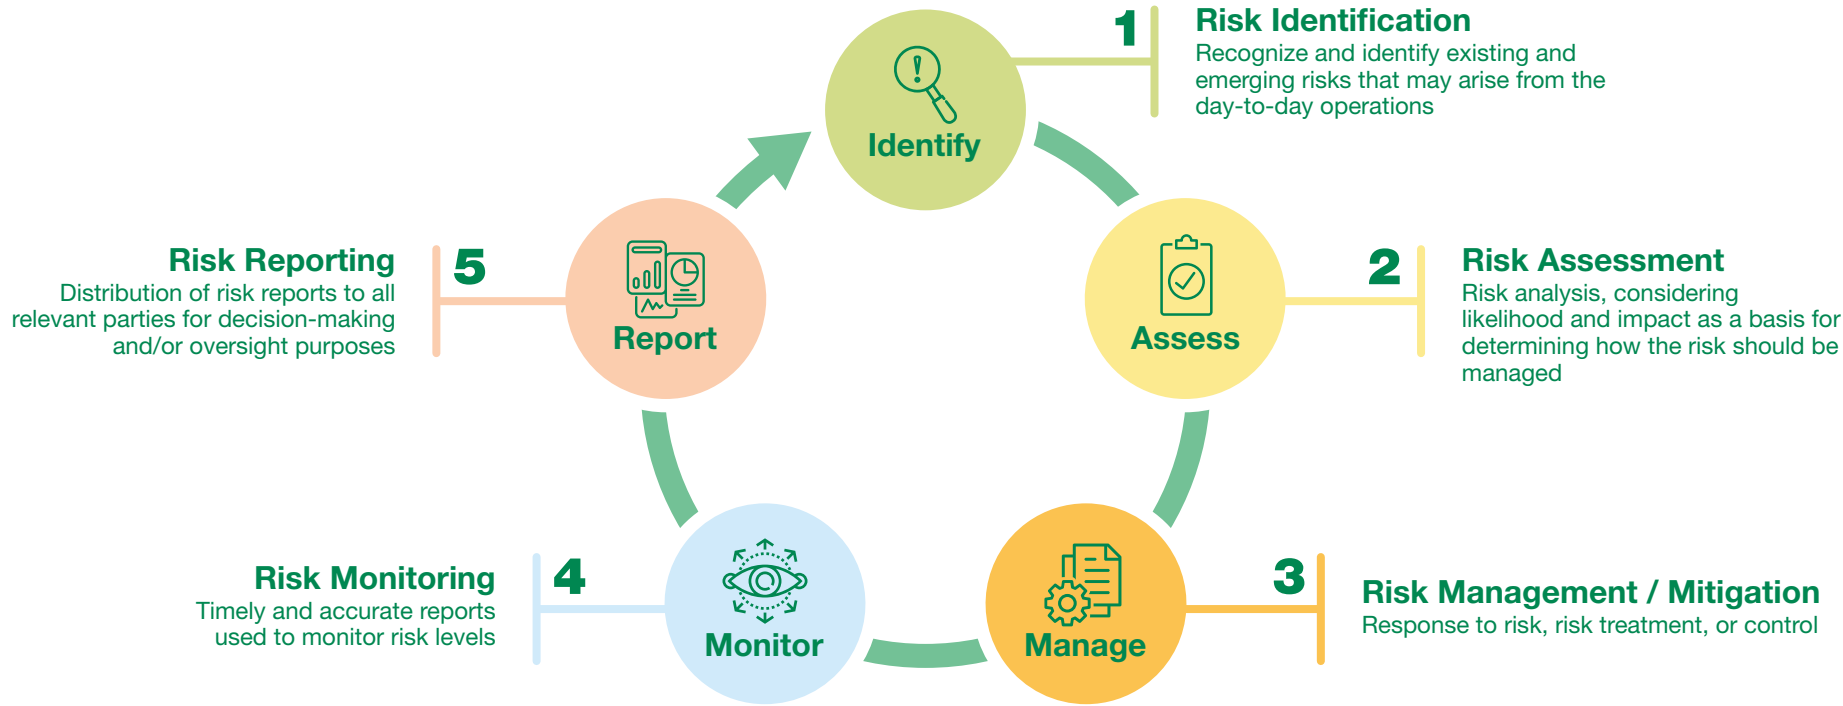 1
Risk Identification
Recognize and identify existing and
emerging risks that may arise from the
day-to-day operations
Identify
2
Risk Assessment
Risk analysis, considering
likelihood and impact as a basis for
determining how the risk should be
managed
Assess
3
Risk Management / Mitigation
Response to risk, risk treatment, or control
Manage
4
Risk Monitoring
Timely and accurate reports
used to monitor risk levels
Monitor
5
Risk Reporting
Distribution of risk reports to all
relevant parties for decision-making
and/or oversight purposes
Report